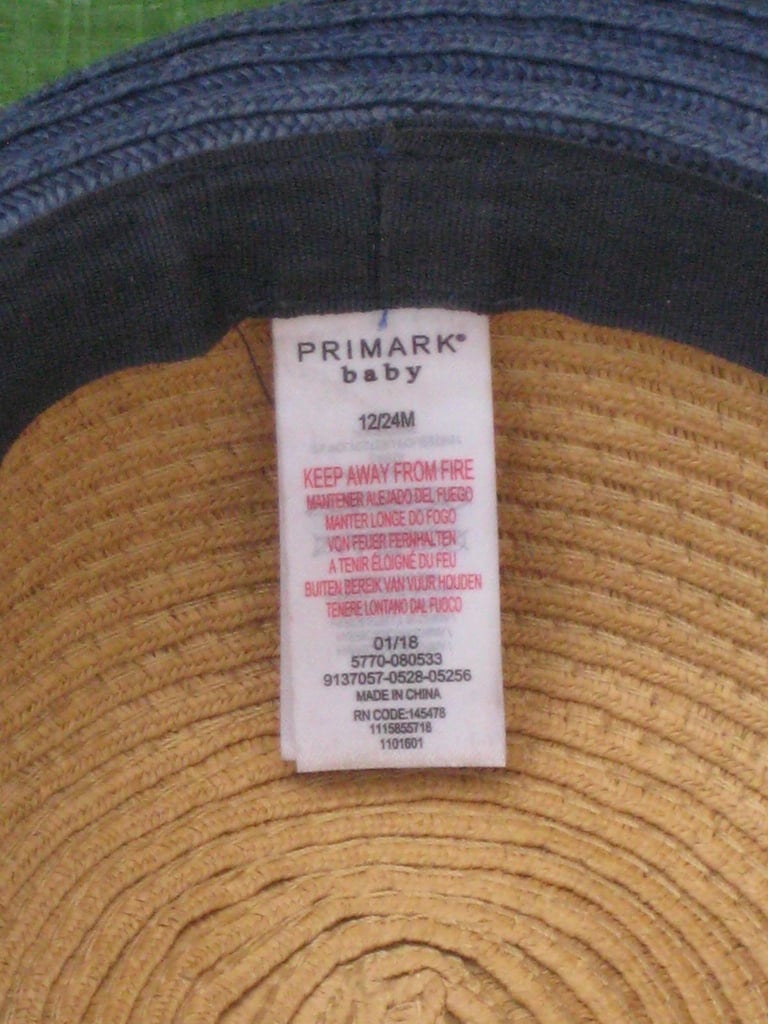 PRIMARK®
baby
12/24M
KEEP AWAY FROM FIRE
MANTENER ALEJADO DEL FUEGO
MANTER LONGE DO FOGO
VON FEUER FERNHALTEN
A TENIR ÉLOIGNÉ DU FEU
BUITEN BEREIK VAN VUUR HOUDEN
TENERE LONTANO DAL FUOCO
01/18
5770-080533
9137057-0528-05256
MADE IN CHINA
RN CODE:145478
1115855718
1101601